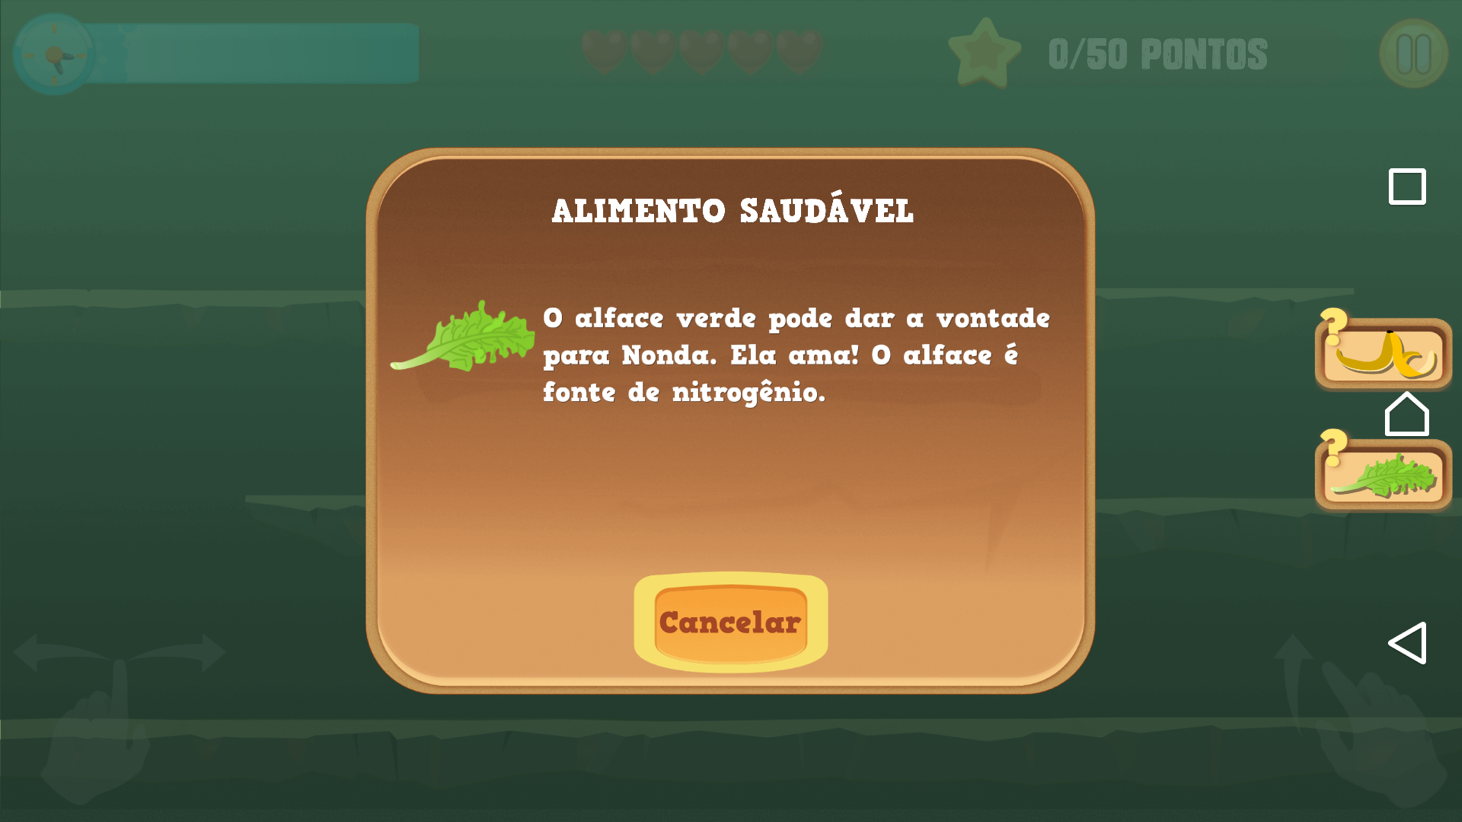 0/50 PONTOS
ALIMENTO SAUDÁVEL
O alface verde pode dar a vontade
para Nonda. Ela ama! O alface é
fonte de nitrogênio.
?
?
Cancelar